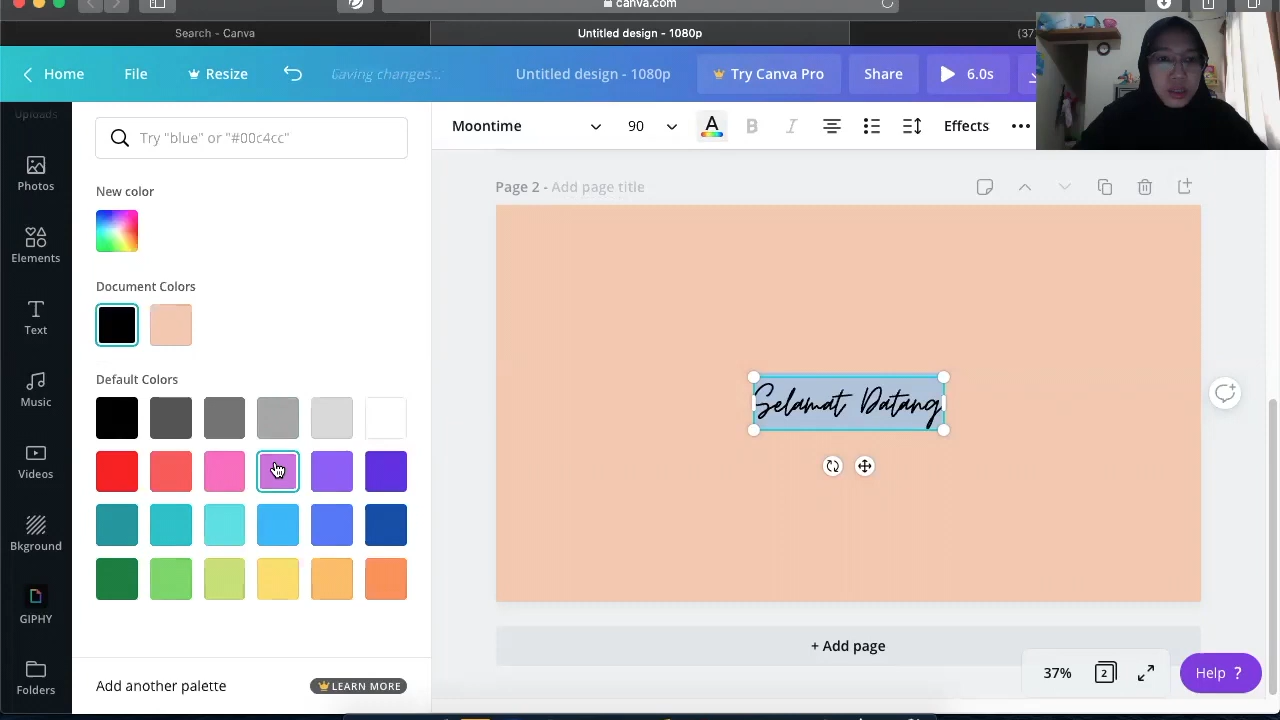 canva.com
Search - Canva
Untitled design - 1080p
Home
File
Resize
Saving changes...
Untitled design - 1080p
Try Canva Pro
Share
6.0s
Uploads
Photos
Elements
Text
Music
Videos
Bkground
GIPHY
Folders
Try "blue" or "#00c4cc"
New color
Document Colors
Default Colors
Add another palette
LEARN MORE
Moontime
90
A
B
I
Effects
Page 2 - Add page title
Selamat Datang
+ Add page
37%
2
Help ?